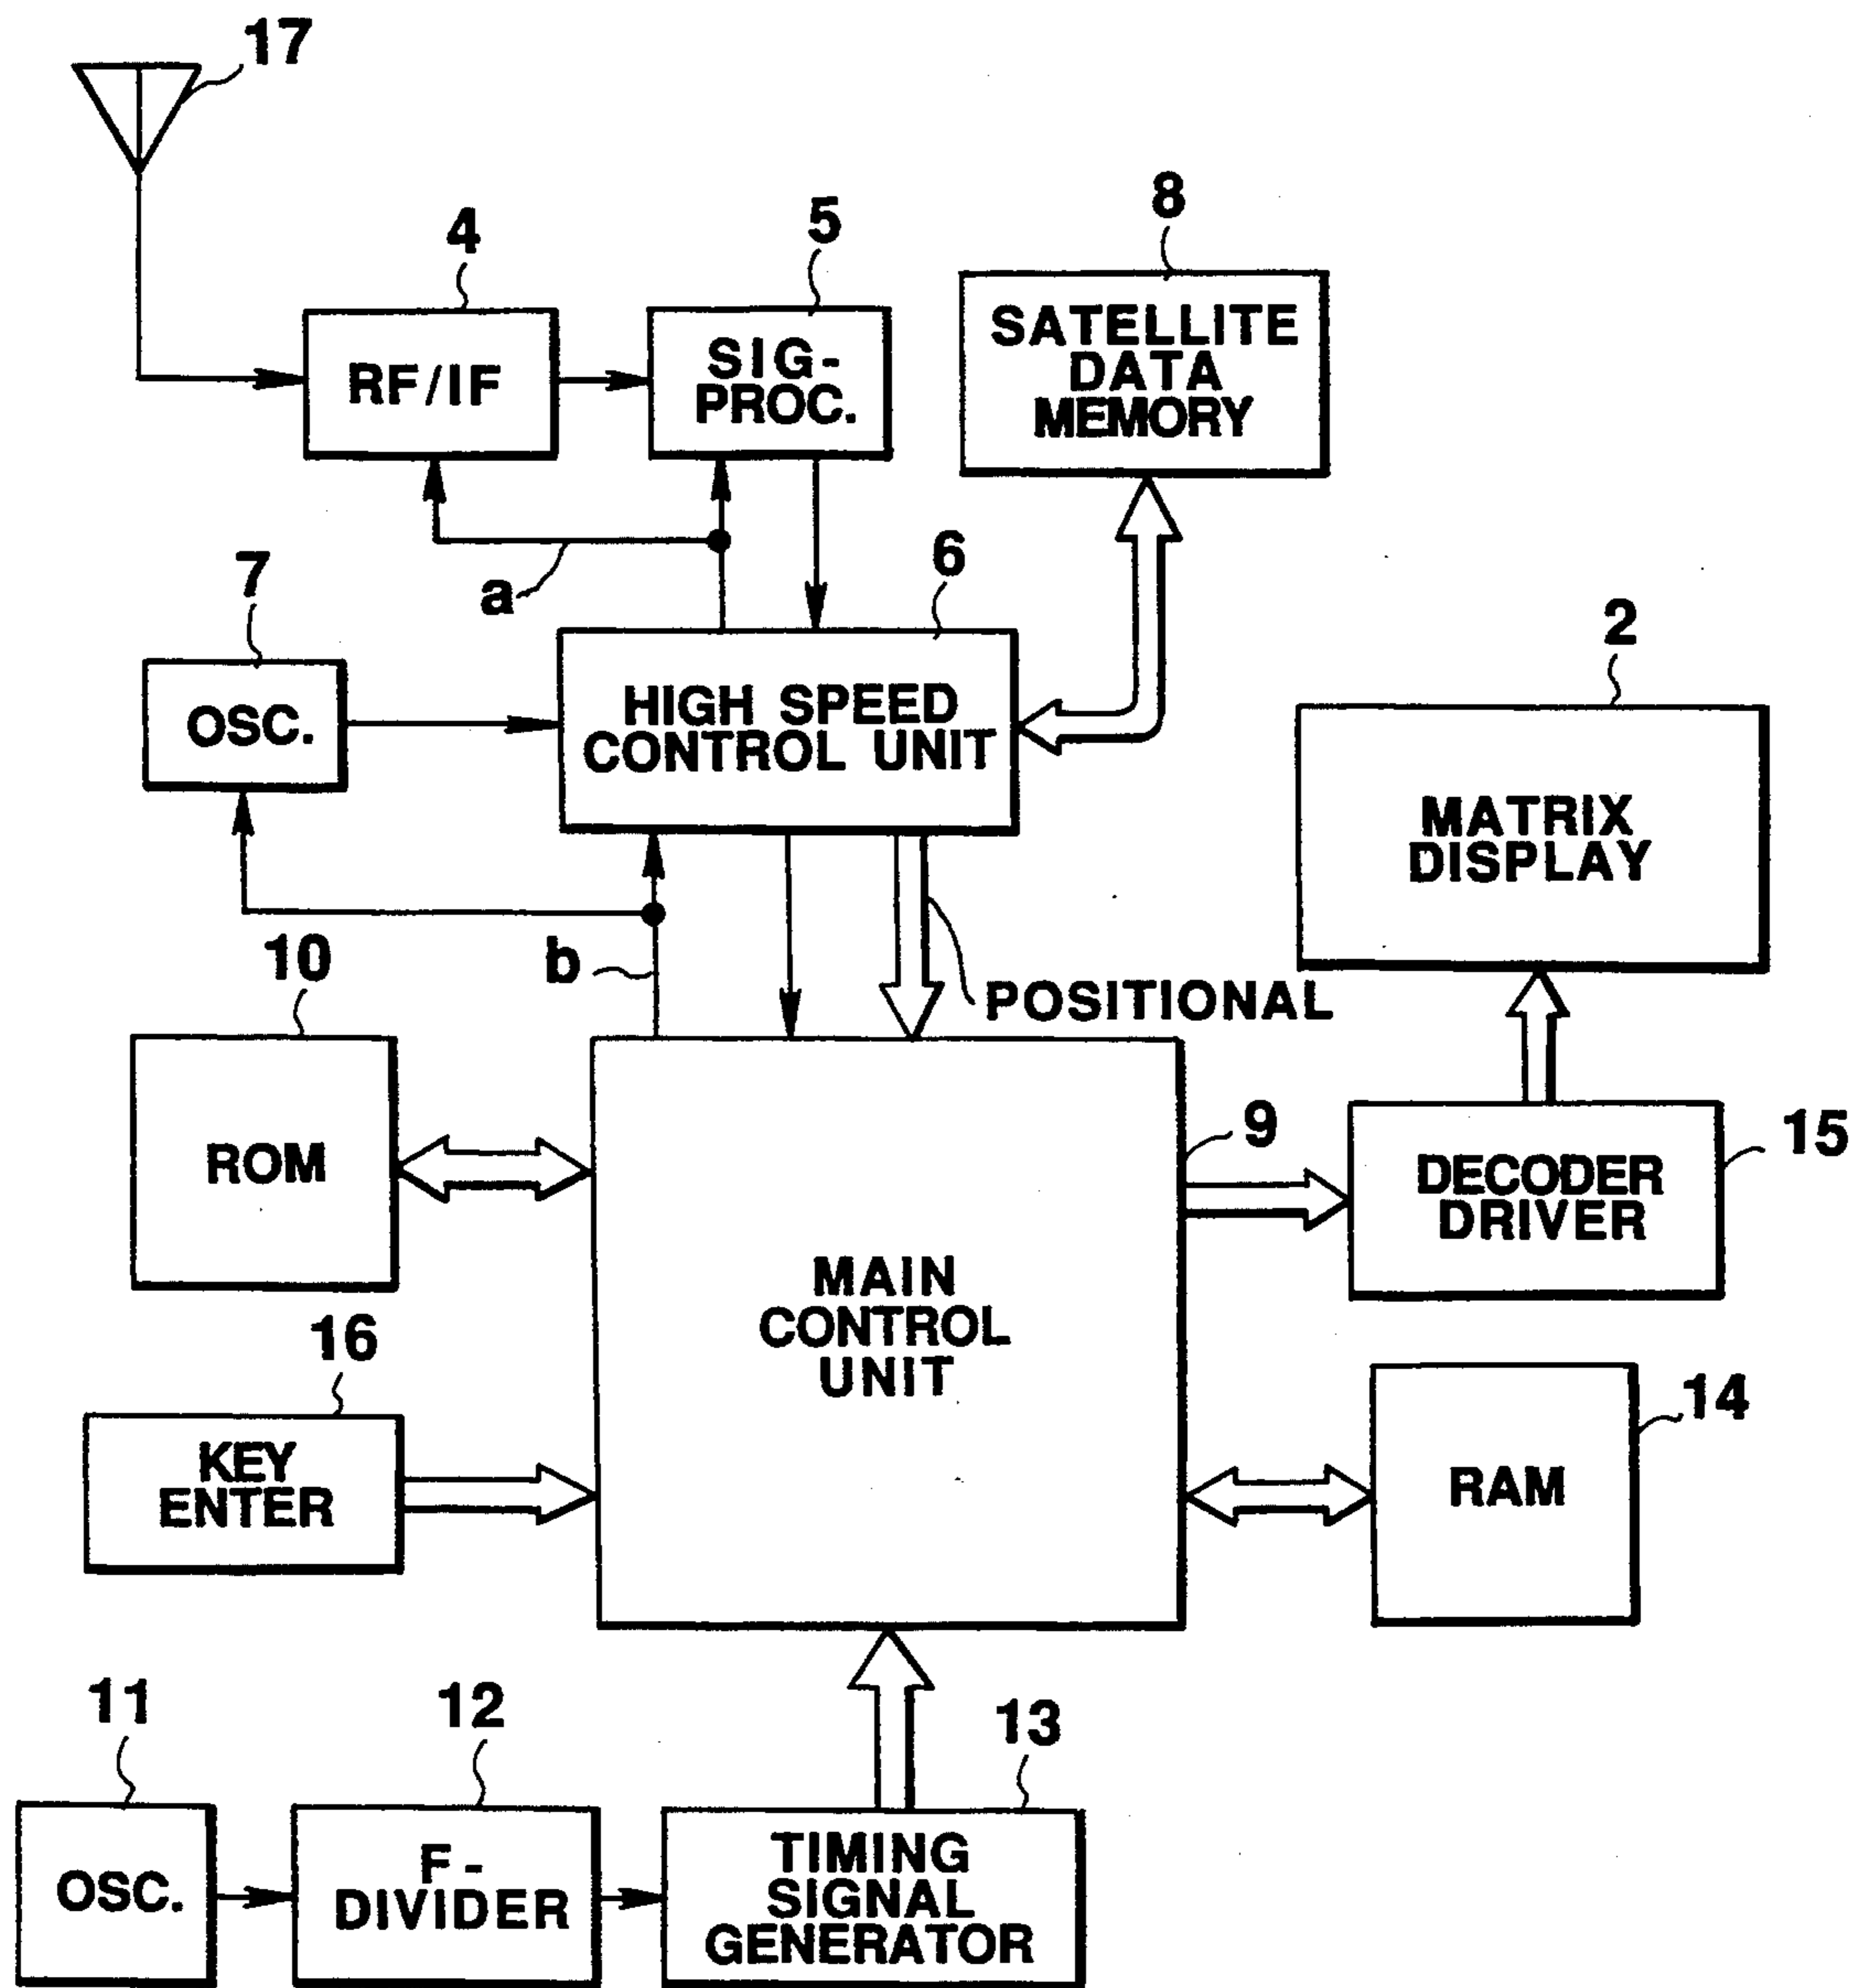 17
4
5
8
RF/IF
SIG-
PROC.
SATELLITE
DATA
MEMORY
a
7
6
2
OSC.
HIGH SPEED
CONTROL UNIT
MATRIX
DISPLAY
10
b
POSITIONAL
ROM
9
15
DECODER
DRIVER
MAIN
CONTROL
UNIT
16
KEY
ENTER
14
RAM
11
12
13
OSC.
F-
DIVIDER
TIMING
SIGNAL
GENERATOR